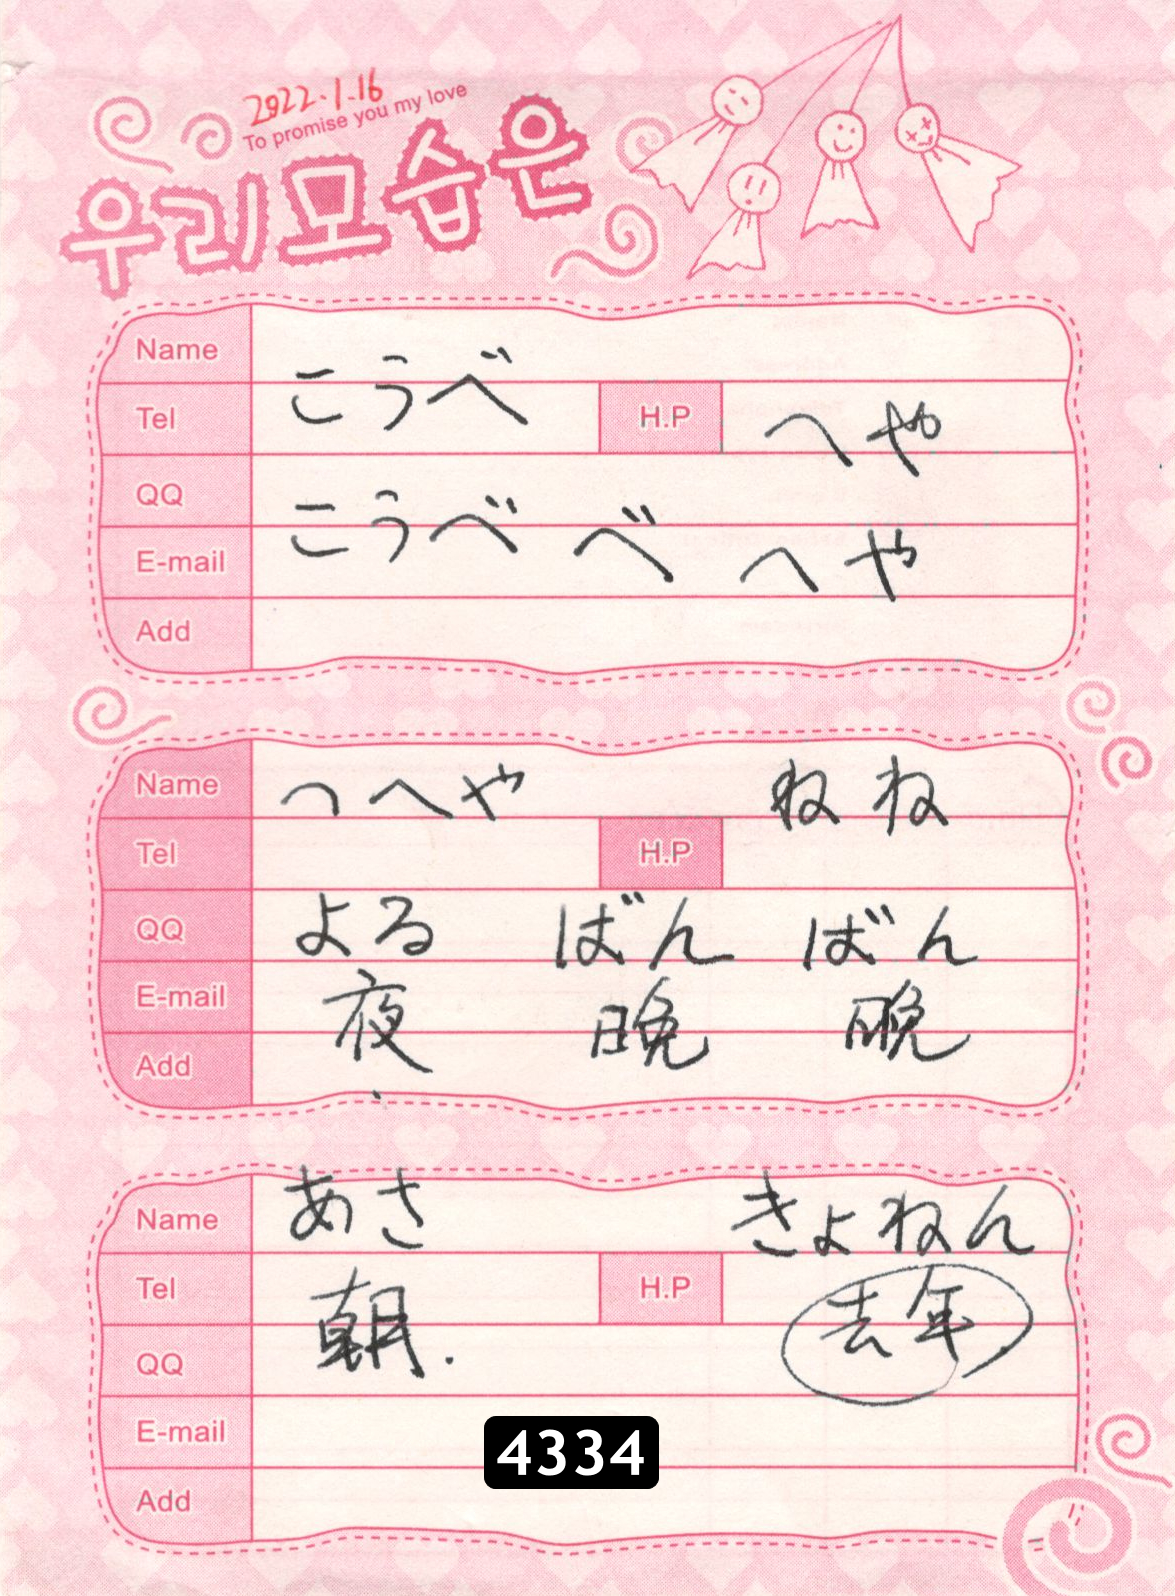 2022.1.16
To promise you my love
우리모습은
Name
こうべ
Tel
H.P
へや
QQ
こうべ べ へや
E-mail
Add
Name
つへや ねね
Tel
H.P
QQ
よる ばん ばん
E-mail
夜 晩 晩
Add
Name
あさ きょねん
Tel
朝. H.P 去年
QQ
E-mail
4334
Add